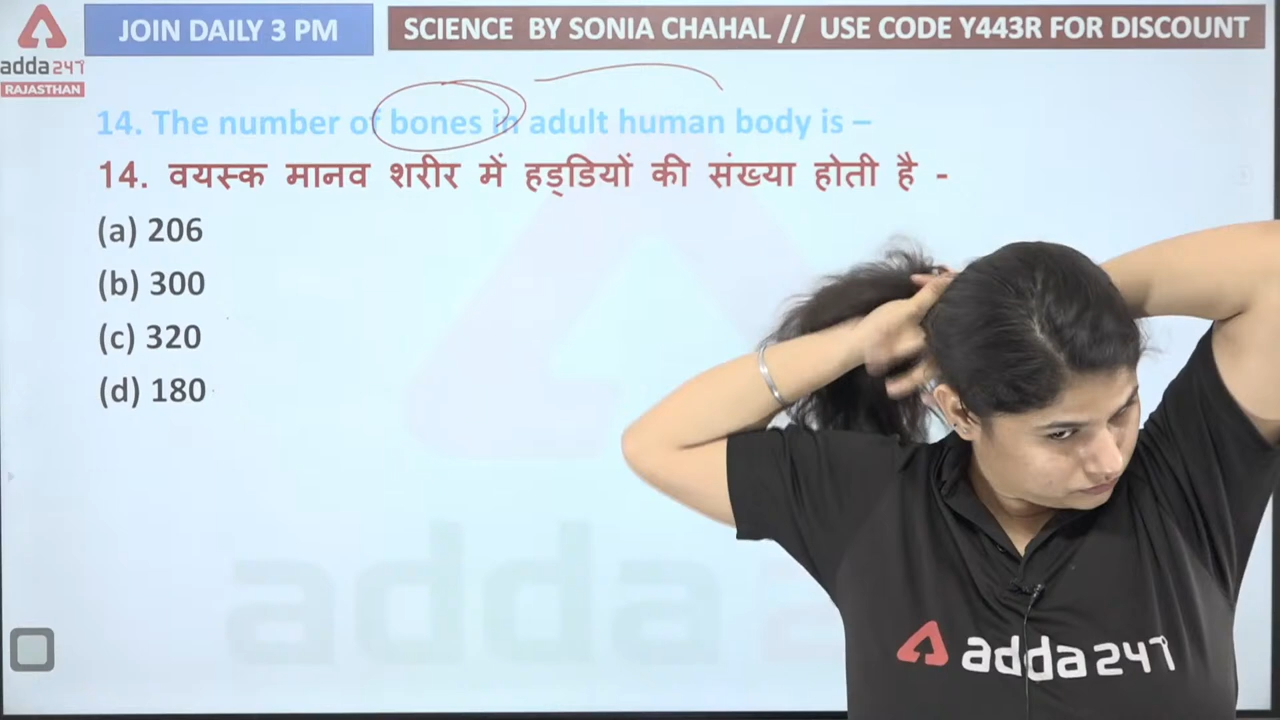 JOIN DAILY 3 PM
SCIENCE BY SONIA CHAHAL // USE CODE Y443R FOR DISCOUNT
adda247
RAJASTHAN
14. The number of bones in adult human body is –
14. वयस्क मानव शरीर में हड्डियों की संख्या होती है -
(a) 206
(b) 300
(c) 320
(d) 180
adda2
adda247